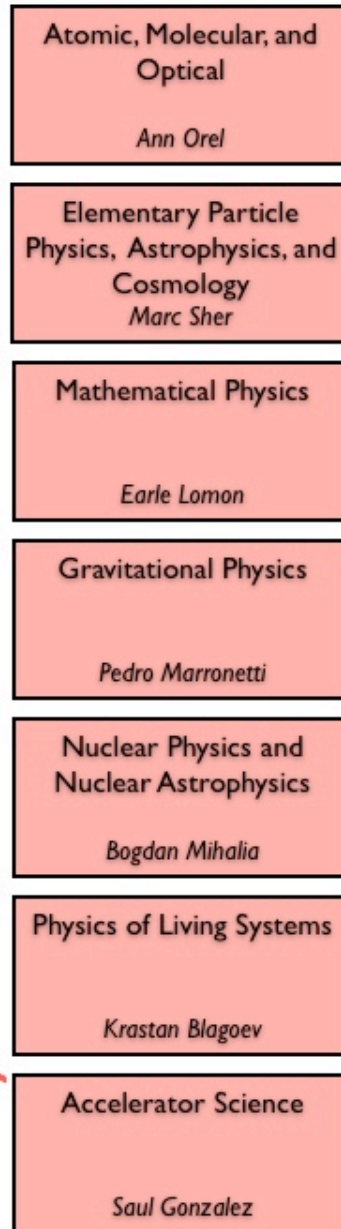 Atomic, Molecular, and
Optical
Ann Orel
Elementary Particle
Physics, Astrophysics, and
Cosmology
Marc Sher
Mathematical Physics
Earle Lomon
Gravitational Physics
Pedro Marronetti
Nuclear Physics and
Nuclear Astrophysics
Bogdan Mihalia
Physics of Living Systems
Krastan Blagoev
Accelerator Science
Saul Gonzalez